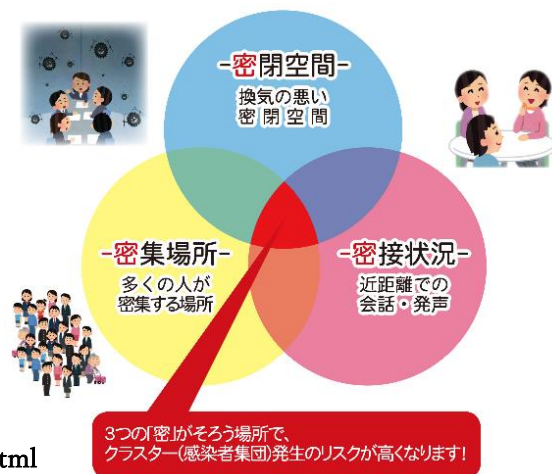 -密閉空間-
換気の悪い
密閉空間
-密集場所-
多くの人が
密集する場所
-密接状況-
近距離での
会話・発声
3つの「密」がそろう場所で、
クラスター(感染者集団)発生のリスクが高くなります!
tml